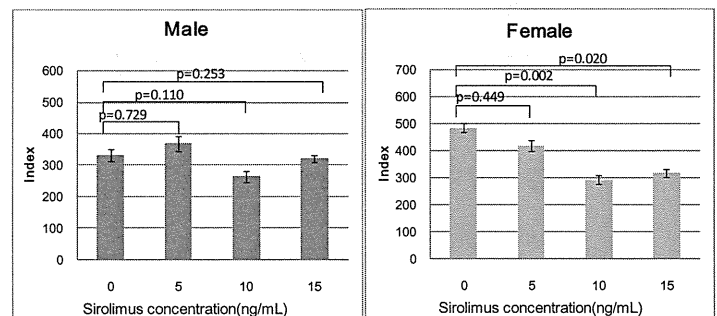 Male
600
500
400
300
200
100
0
Index
p=0.253
p=0.110
p=0.729
0 5 10 15
Sirolimus concentration(ng/mL)
Female
700
600
500
400
300
200
100
0
Index
p=0.020
p=0.002
p=0.449
0 5 10 15
Sirolimus concentration(ng/mL)